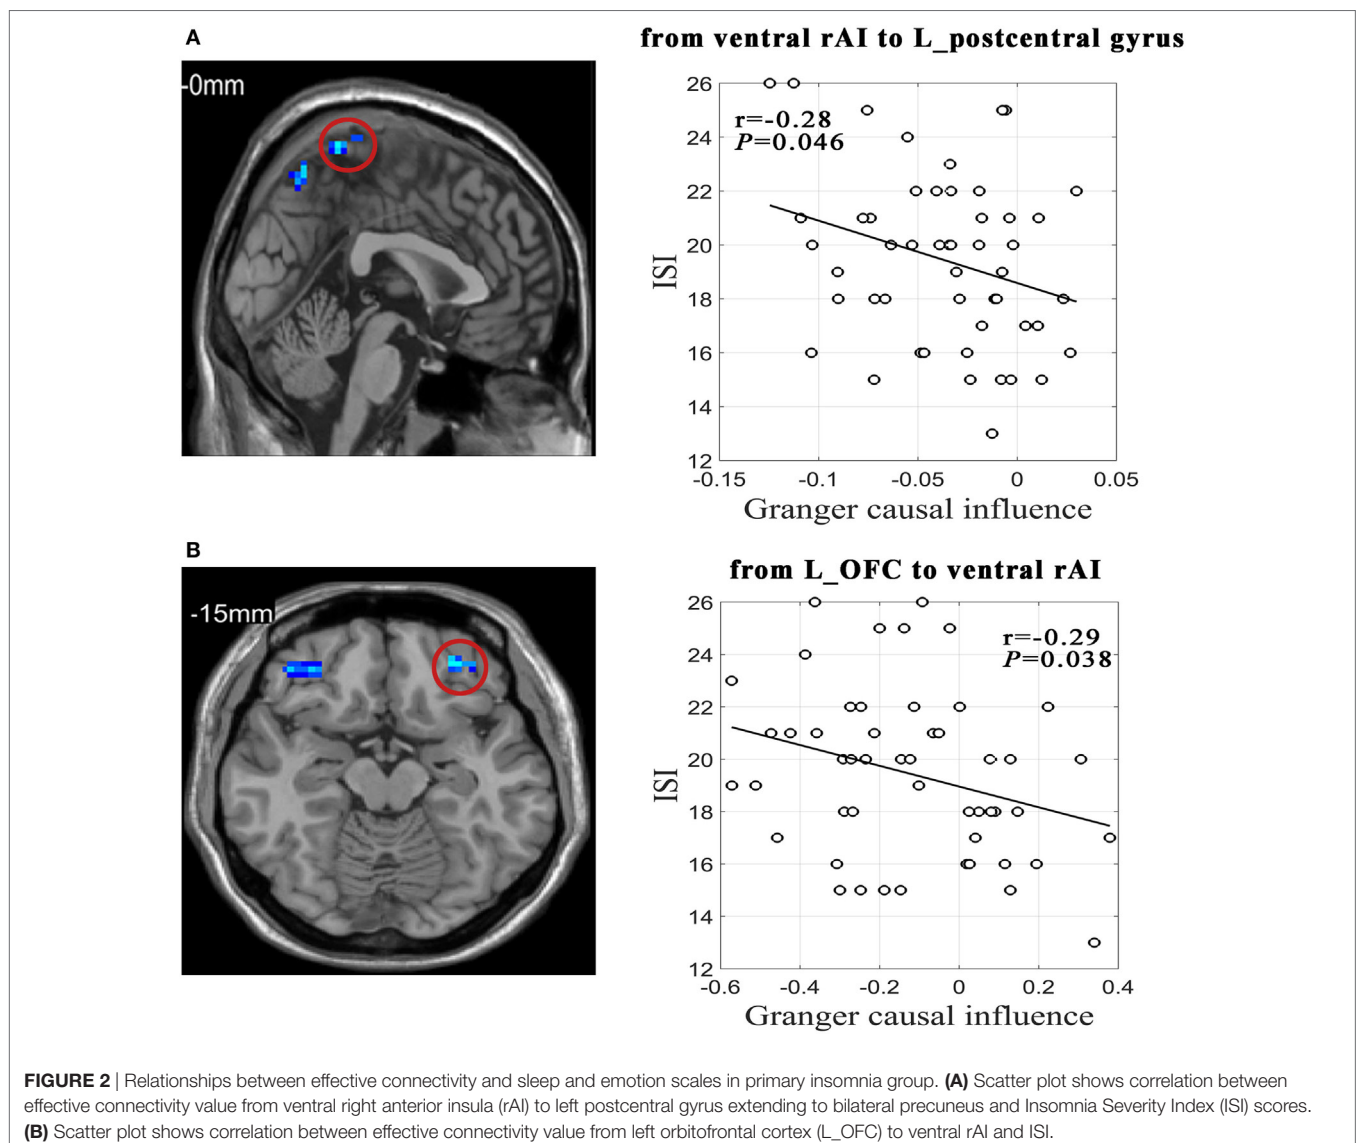 A
from ventral rAI to L_postcentral gyrus
-0mm
r=-0.28
P=0.046
26
24
22
20
18
16
14
12
ISI
-0.15 -0.1 -0.05 0 0.05
Granger causal influence
B
from L_OFC to ventral rAI
-15mm
r=-0.29
P=0.038
26
24
22
20
18
16
14
12
ISI
-0.6 -0.4 -0.2 0 0.2 0.4
Granger causal influence
FIGURE 2 | Relationships between effective connectivity and sleep and emotion scales in primary insomnia group. (A) Scatter plot shows correlation between
effective connectivity value from ventral right anterior insula (rAI) to left postcentral gyrus extending to bilateral precuneus and Insomnia Severity Index (ISI) scores.
(B) Scatter plot shows correlation between effective connectivity value from left orbitofrontal cortex (L_OFC) to ventral rAI and ISI.